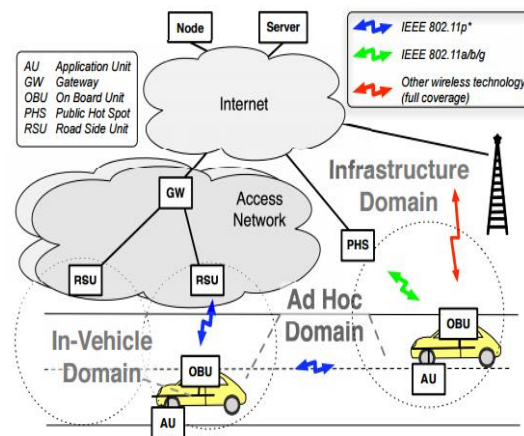 Node
Server
IEEE 802.11p*
IEEE 802.11a/b/g
Other wireless technology
(full coverage)
AU Application Unit
GW Gateway
OBU On Board Unit
PHS Public Hot Spot
RSU Road Side Unit
Internet
Infrastructure
Domain
GW
Access
Network
PHS
RSU
RSU
Ad Hoc
Domain
In-Vehicle
Domain
OBU
OBU
AU
AU